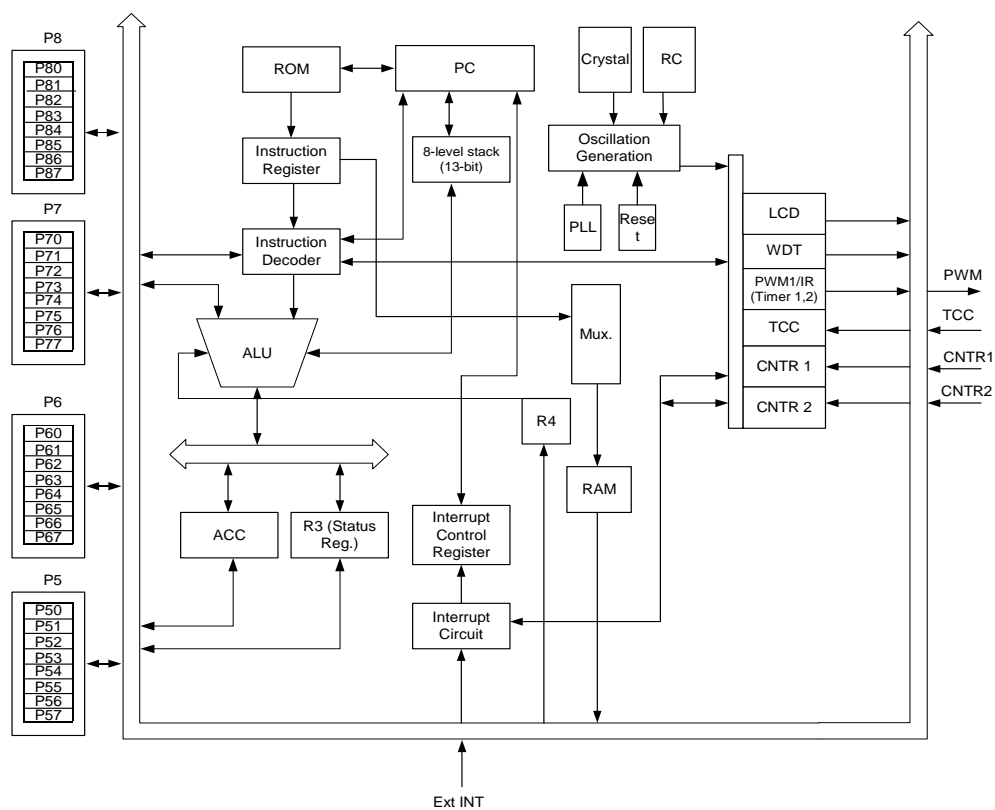 P8
P80
P81
P82
P83
P84
P85
P86
P87
P7
P70
P71
P72
P73
P74
P75
P76
P77
P6
P60
P61
P62
P63
P64
P65
P66
P67
P5
P50
P51
P52
P53
P54
P55
P56
P57
ROM
PC
Instruction
Register
8-level stack
(13-bit)
Instruction
Decoder
ALU
ACC
R3 (Status
Reg.)
Crystal
RC
Oscillation
Generation
PLL
Rese
t
Mux.
R4
RAM
Interrupt
Control
Register
Interrupt
Circuit
LCD
WDT
PWM1/IR
(Timer 1,2)
TCC
CNTR 1
CNTR 2
PWM
TCC
CNTR1
CNTR2
Ext INT